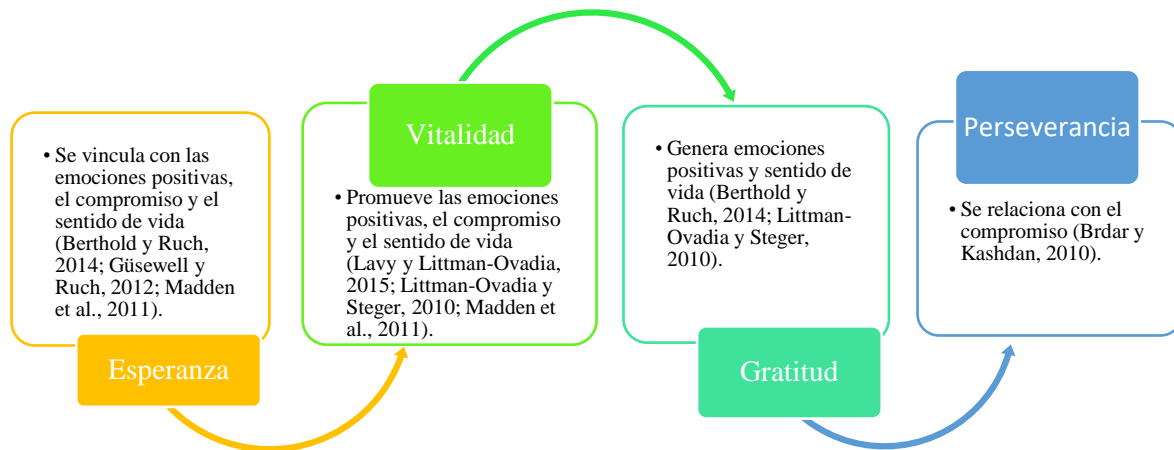 • Se vincula con las
emociones positivas,
el compromiso y el
sentido de vida
(Berthold y Ruch,
2014; Güsewell y
Ruch, 2012; Madden
et al., 2011).
Esperanza
Vitalidad
• Promueve las emociones
positivas, el compromiso
y el sentido de vida
(Lavy y Littman-Ovadia,
2015; Littman-Ovadia y
Steger, 2010; Madden
et al., 2011).
• Genera emociones
positivas y sentido de
vida (Berthold y
Ruch, 2014; Littman-
Ovadia y Steger,
2010).
Gratitud
Perseverancia
• Se relaciona con el
compromiso (Brdar y
Kashdan, 2010).